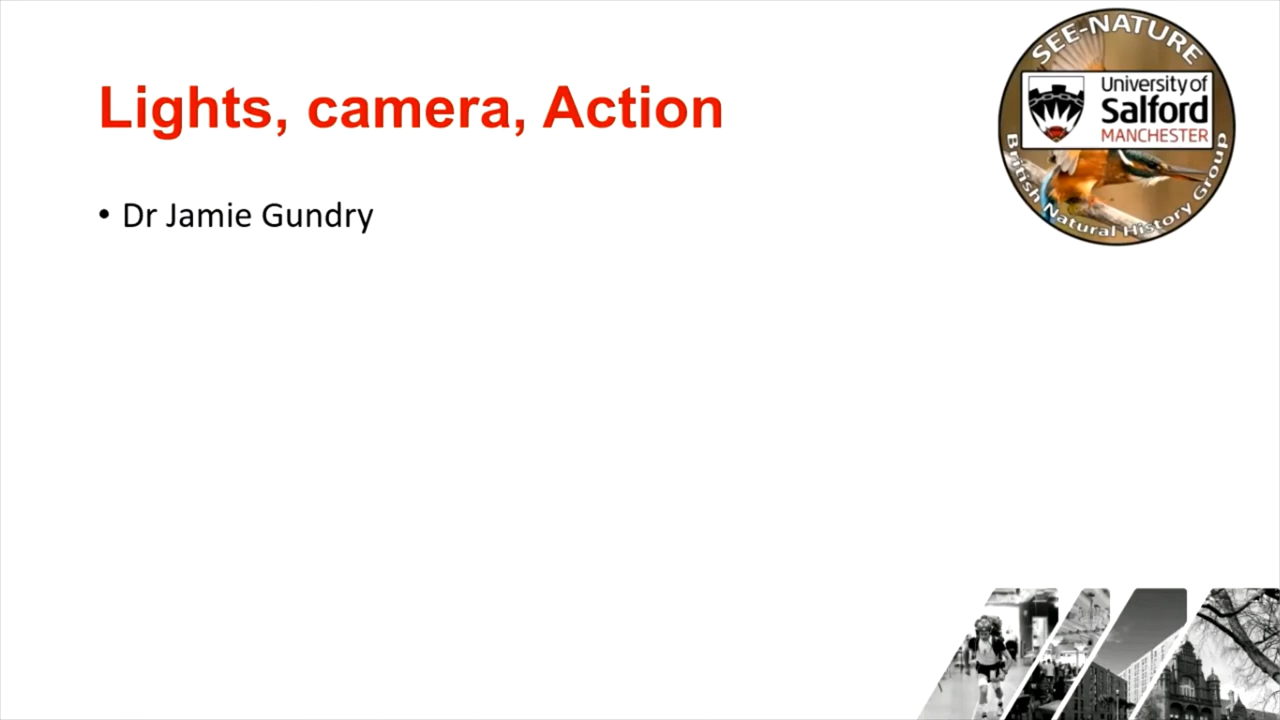 Lights, camera, Action
• Dr Jamie Gundry
SEE-NATURE
University of
Salford
MANCHESTER
British Natural History Group